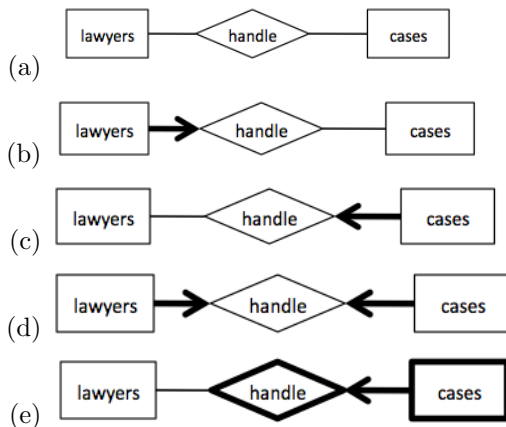 (a) lawyers handle cases
(b) lawyers handle cases
(c) lawyers handle cases
(d) lawyers handle cases
(e) lawyers handle cases